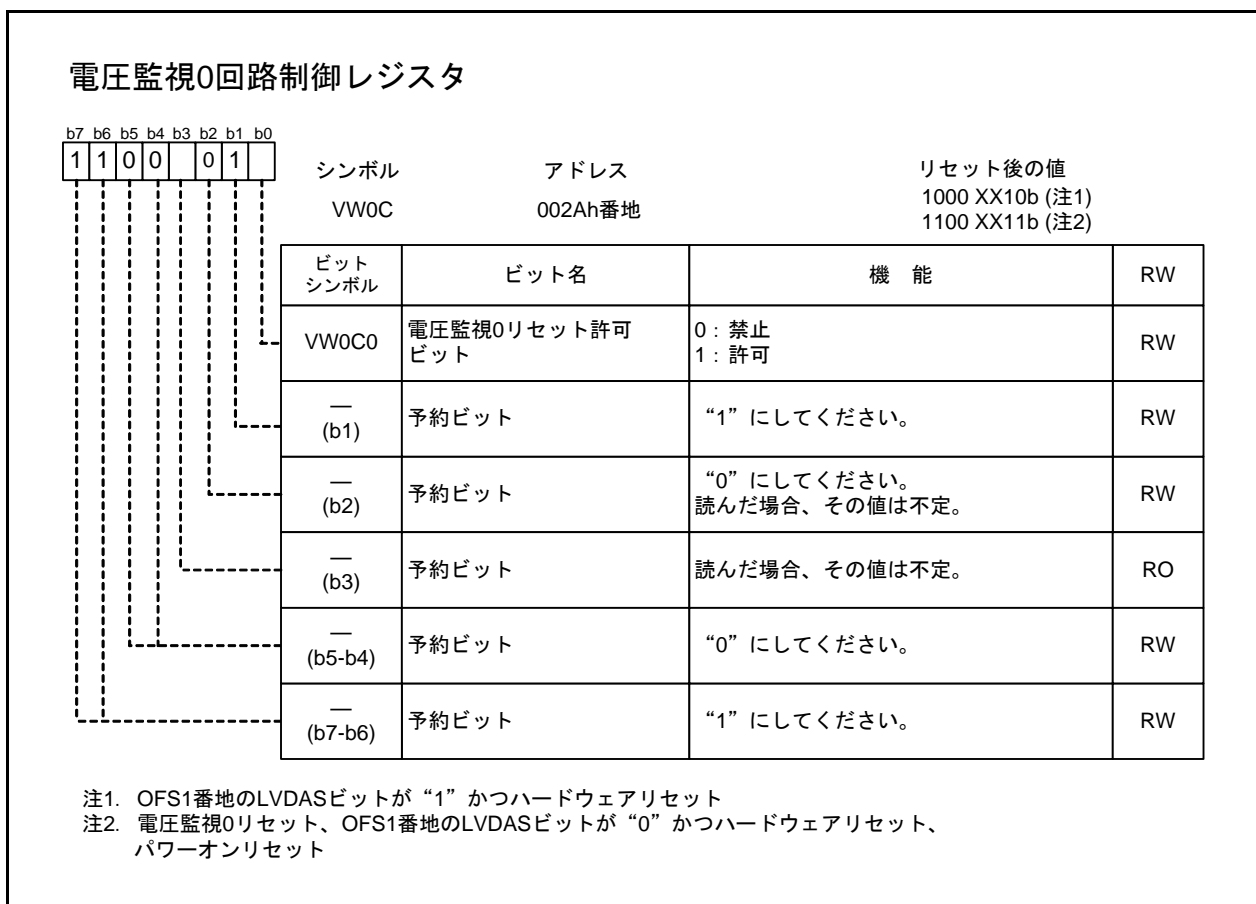 電圧監視0回路制御レジスタ
b7 b6 b5 b4 b3 b2 b1 b0
1 1 0 0 0 1
シンボル アドレス リセット後の値
VW0C 002Ah番地 1000 XX10b (注1)
1100 XX11b (注2)
ビット
シンボル ビット名 機 能 RW
VW0C0 電圧監視0リセット許可
ビット 0：禁止
1：許可 RW
—
(b1) 予約ビット “1”にしてください。 RW
—
(b2) 予約ビット “0”にしてください。
読んだ場合、その値は不定。 RW
—
(b3) 予約ビット 読んだ場合、その値は不定。 RO
—
(b5-b4) 予約ビット “0”にしてください。 RW
—
(b7-b6) 予約ビット “1”にしてください。 RW
注1. OFS1番地のLVDASビットが“1”かつハードウェアリセット
注2. 電圧監視0リセット、OFS1番地のLVDASビットが“0”かつハードウェアリセット、
パワーオンリセット